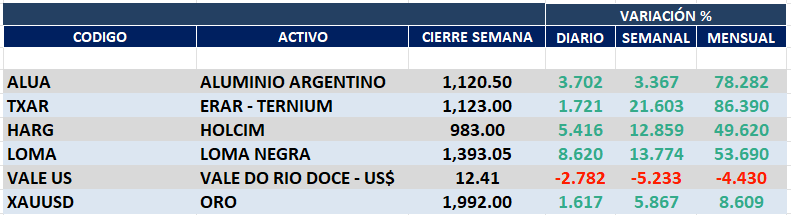 VARIACIÓN %
CODIGO ACTIVO CIERRE SEMANA DIARIO SEMANAL MENSUAL
ALUA ALUMINIO ARGENTINO 1,120.50 3.702 3.367 78.282
TXAR ERAR - TERNIUM 1,123.00 1.721 21.603 86.390
HARG HOLCIM 983.00 5.416 12.859 49.620
LOMA LOMA NEGRA 1,393.05 8.620 13.774 53.690
VALE US VALE DO RIO DOCE - US$ 12.41 -2.782 -5.233 -4.430
XAUUSD ORO 1,992.00 1.617 5.867 8.609